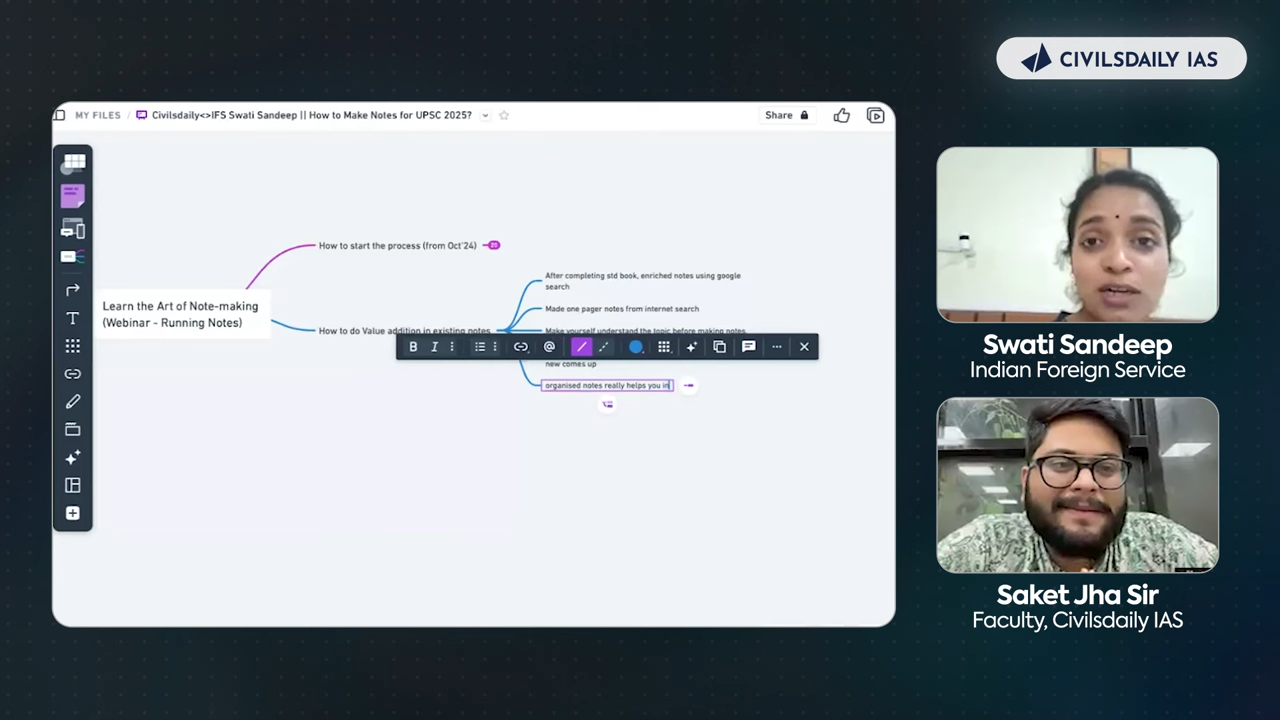 CIVILSDAILY IAS
MY FILES / Civilsdaily<>IFS Swati Sandeep || How to Make Notes for UPSC 2025?
Share
How to start the process (from Oct'24)
20
Learn the Art of Note-making
(Webinar - Running Notes)
How to do Value addition in existing notes
After completing std book, enriched notes using google
search
Made one pager notes from internet search
Make yourself understand the topic before making notes.
B I @
new comes up
organised notes really helps you in
T
Swati Sandeep
Indian Foreign Service
Saket Jha Sir
Faculty, Civilsdaily IAS